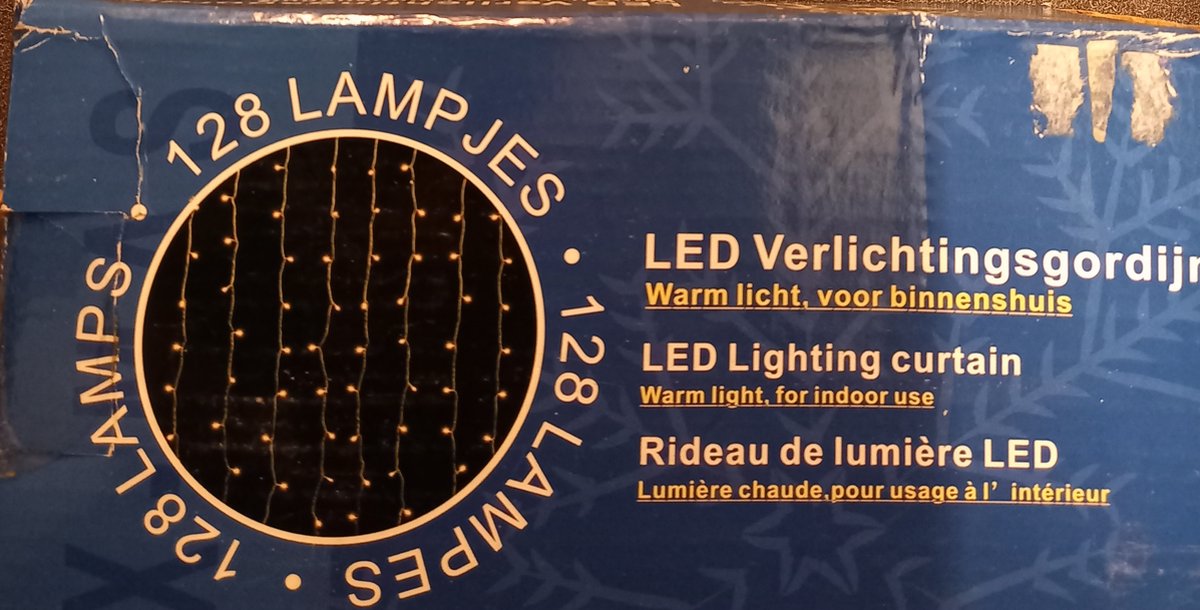 128 LAMPJES • 128 LAMPES • 128 LAMPS
LED Verlichtingsgordijn
Warm licht, voor binnenshuis
LED Lighting curtain
Warm light, for indoor use
Rideau de lumière LED
Lumière chaude,pour usage à l’ intérieur